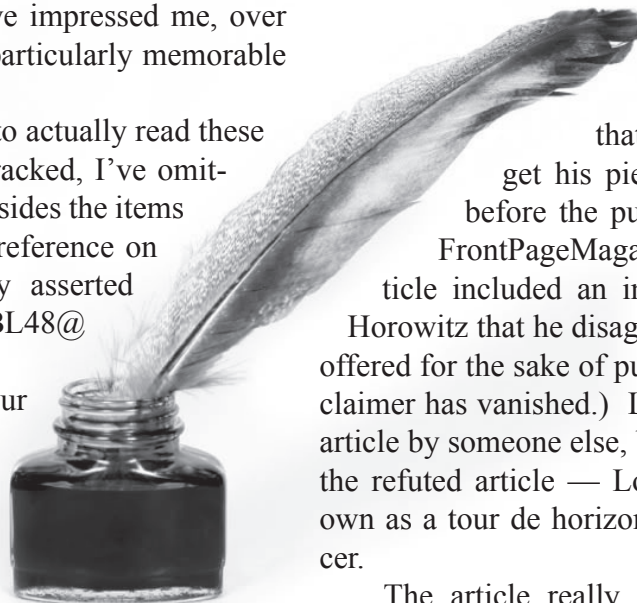 ve impressed me, over
particularly memorable
to actually read these
racked, I've omit-
sides the items
reference on
y asserted
BL48@
ur
that
get his pie
before the pu
FrontPageMaga
ticle included an in
Horowitz that he disag
offered for the sake of pu
claimer has vanished.) L
article by someone else,
the refuted article — Lo
own as a tour de horizon
cer.
The article really